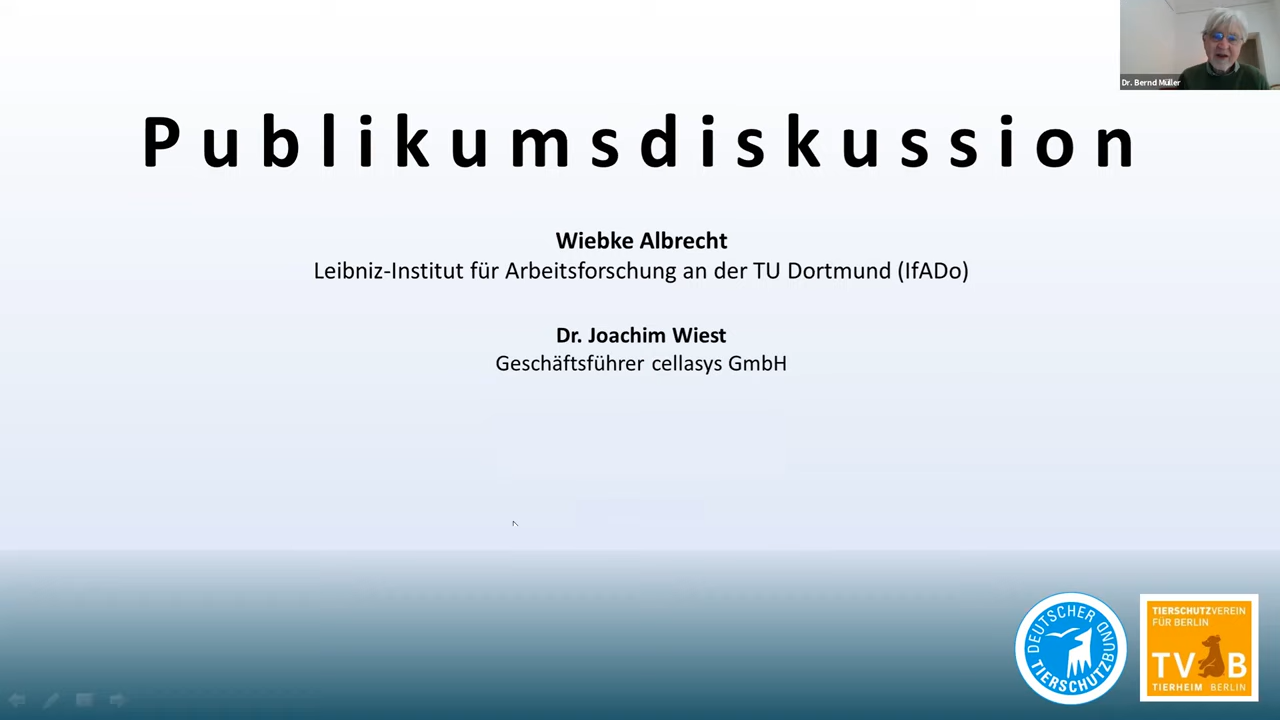 Dr. Bernd Müller
Publikumsdiskussion
Wiebke Albrecht
Leibniz-Institut für Arbeitsforschung an der TU Dortmund (IfADo)
Dr. Joachim Wiest
Geschäftsführer cellasys GmbH
DEUTSCHER TIERSCHUTZBUND
TIERSCHUTZVEREIN
FÜR BERLIN
TVB
TIERHEIM BERLIN